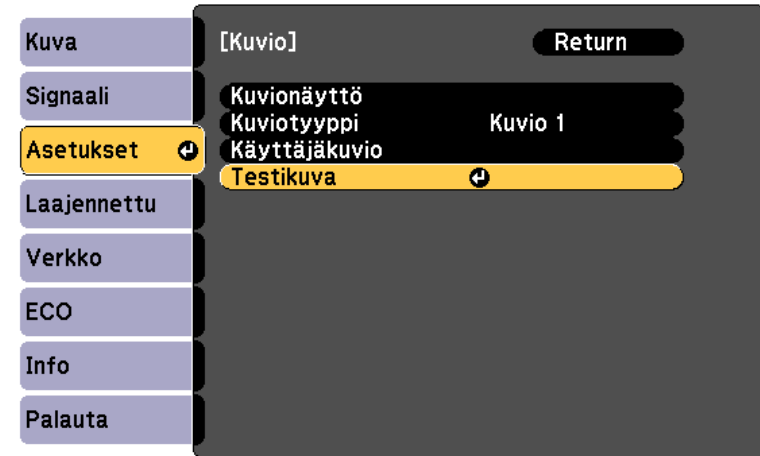 Kuva
Signaali
Asetukset
Laajennettu
Verkko
ECO
Info
Palauta
[Kuvio] Return
Kuvionäyttö
Kuviotyyppi Kuvio 1
Käyttäjäkuvio
Testikuva